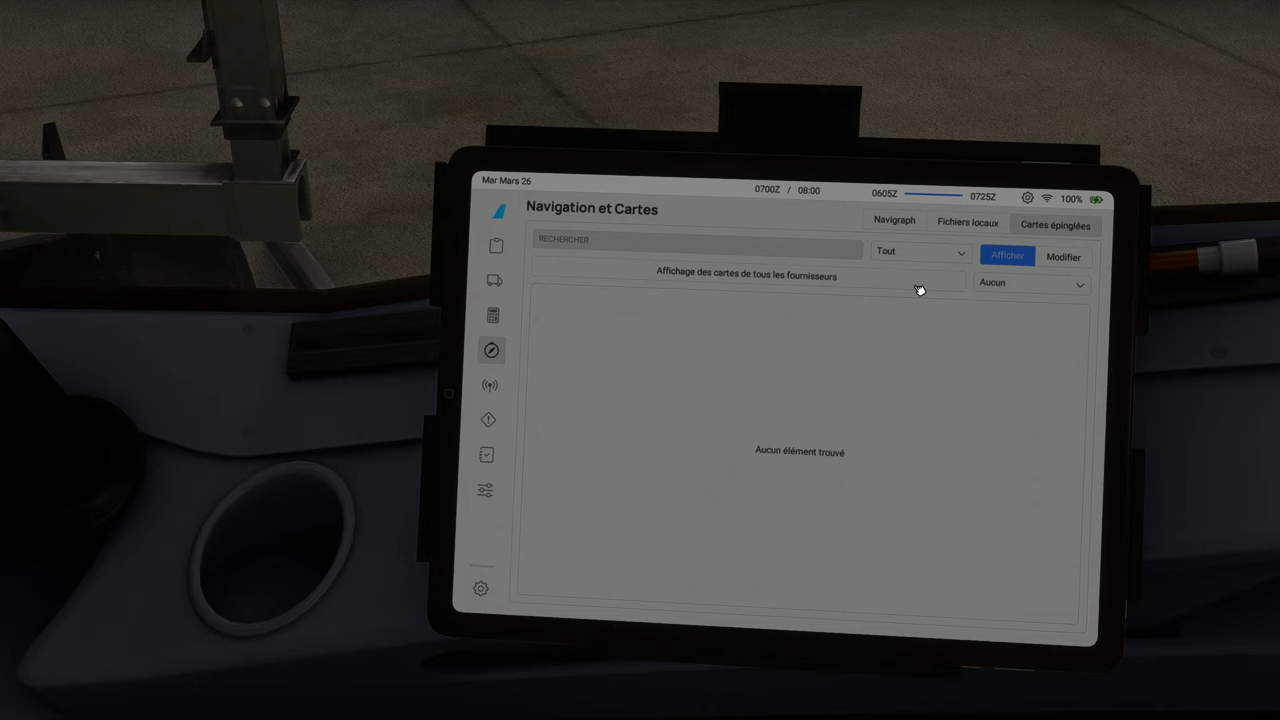 Mar Mars 26
0700Z / 08:00
0605Z
0725Z
100%
Navigation et Cartes
Navigraph
Fichiers locaux
Cartes épinglées
RECHERCHER
Tout
Afficher
Modifier
Affichage des cartes de tous les fournisseurs
Aucun
Aucun élément trouvé